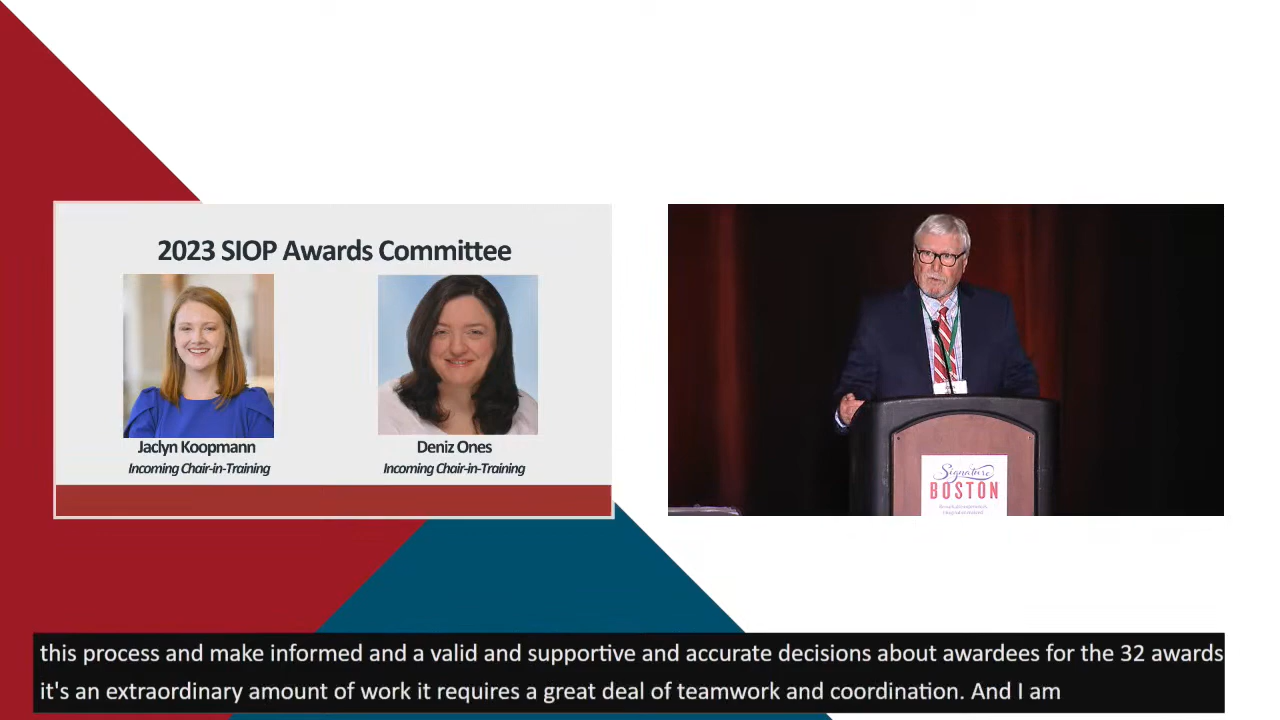 2023 SIOP Awards Committee
Jaclyn Koopmann
Incoming Chair-in-Training
Deniz Ones
Incoming Chair-in-Training
Signature
BOSTON
this process and make informed and a valid and supportive and accurate decisions about awardees for the 32 awards
it's an extraordinary amount of work it requires a great deal of teamwork and coordination. And I am